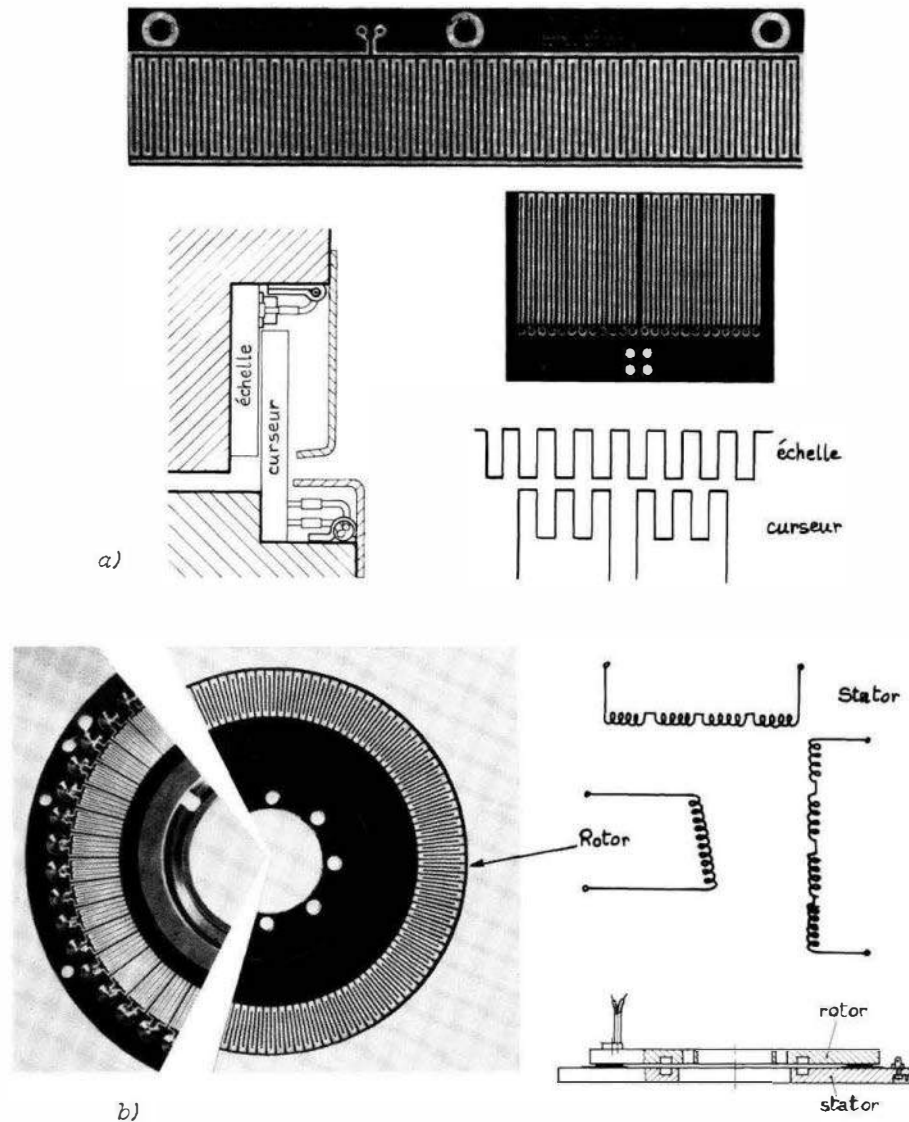 échelle
curseur
échelle
curseur
a)
Stator
Rotor
rotor
stator
b)